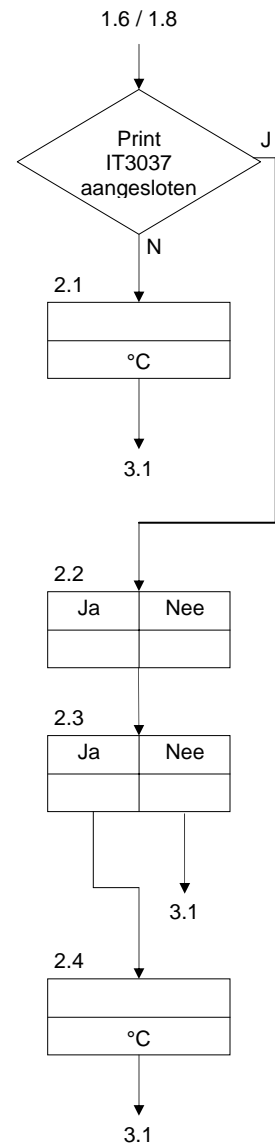 1.6 / 1.8
Print
IT3037
aangesloten
J
N
2.1
°C
3.1
2.2
Ja Nee
2.3
Ja Nee
3.1
2.4
°C
3.1